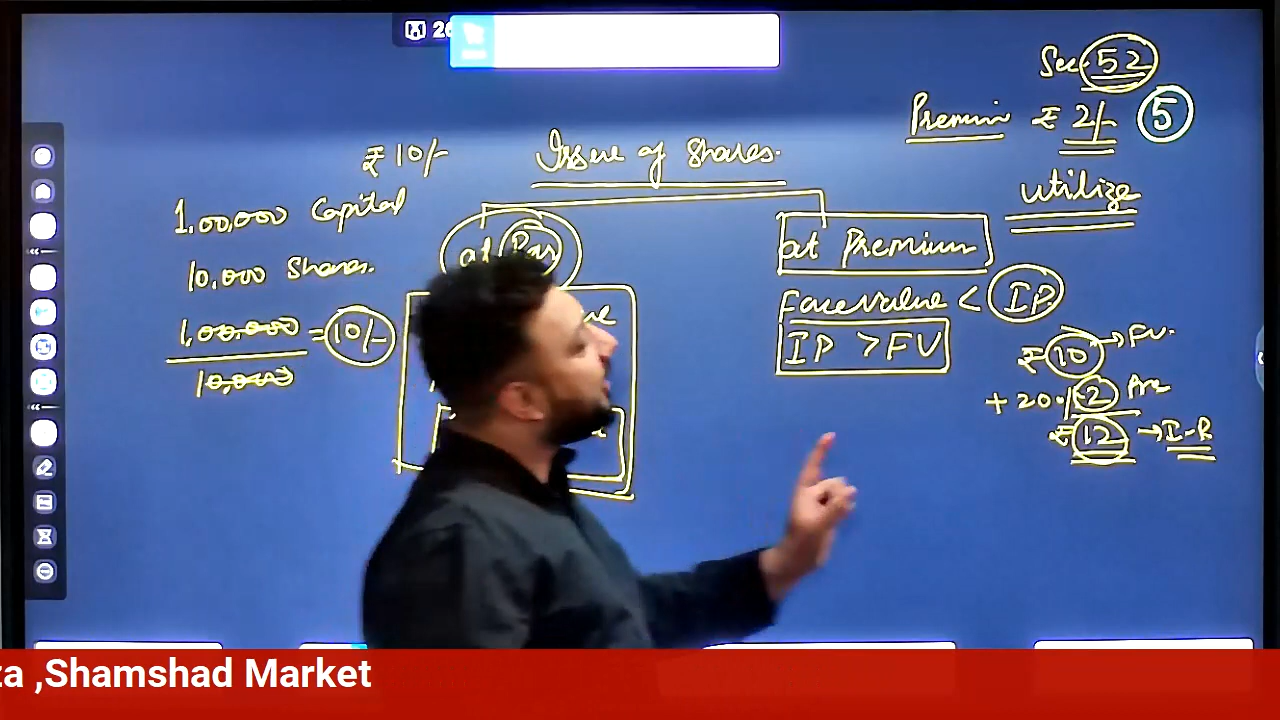 26
Sec. 52
Premium ₹ 2/- 5
₹ 10/- Issue of Shares.
utilize
1,00,000 Capital
at Par
at Premium
10,000 Shares.
Face Value < IP
1,00,000 = 10/-
10,000
IP > FV
₹ 10 → FV.
+ 20% 2 Pre
₹ 12 → I-P
,Shamshad Market